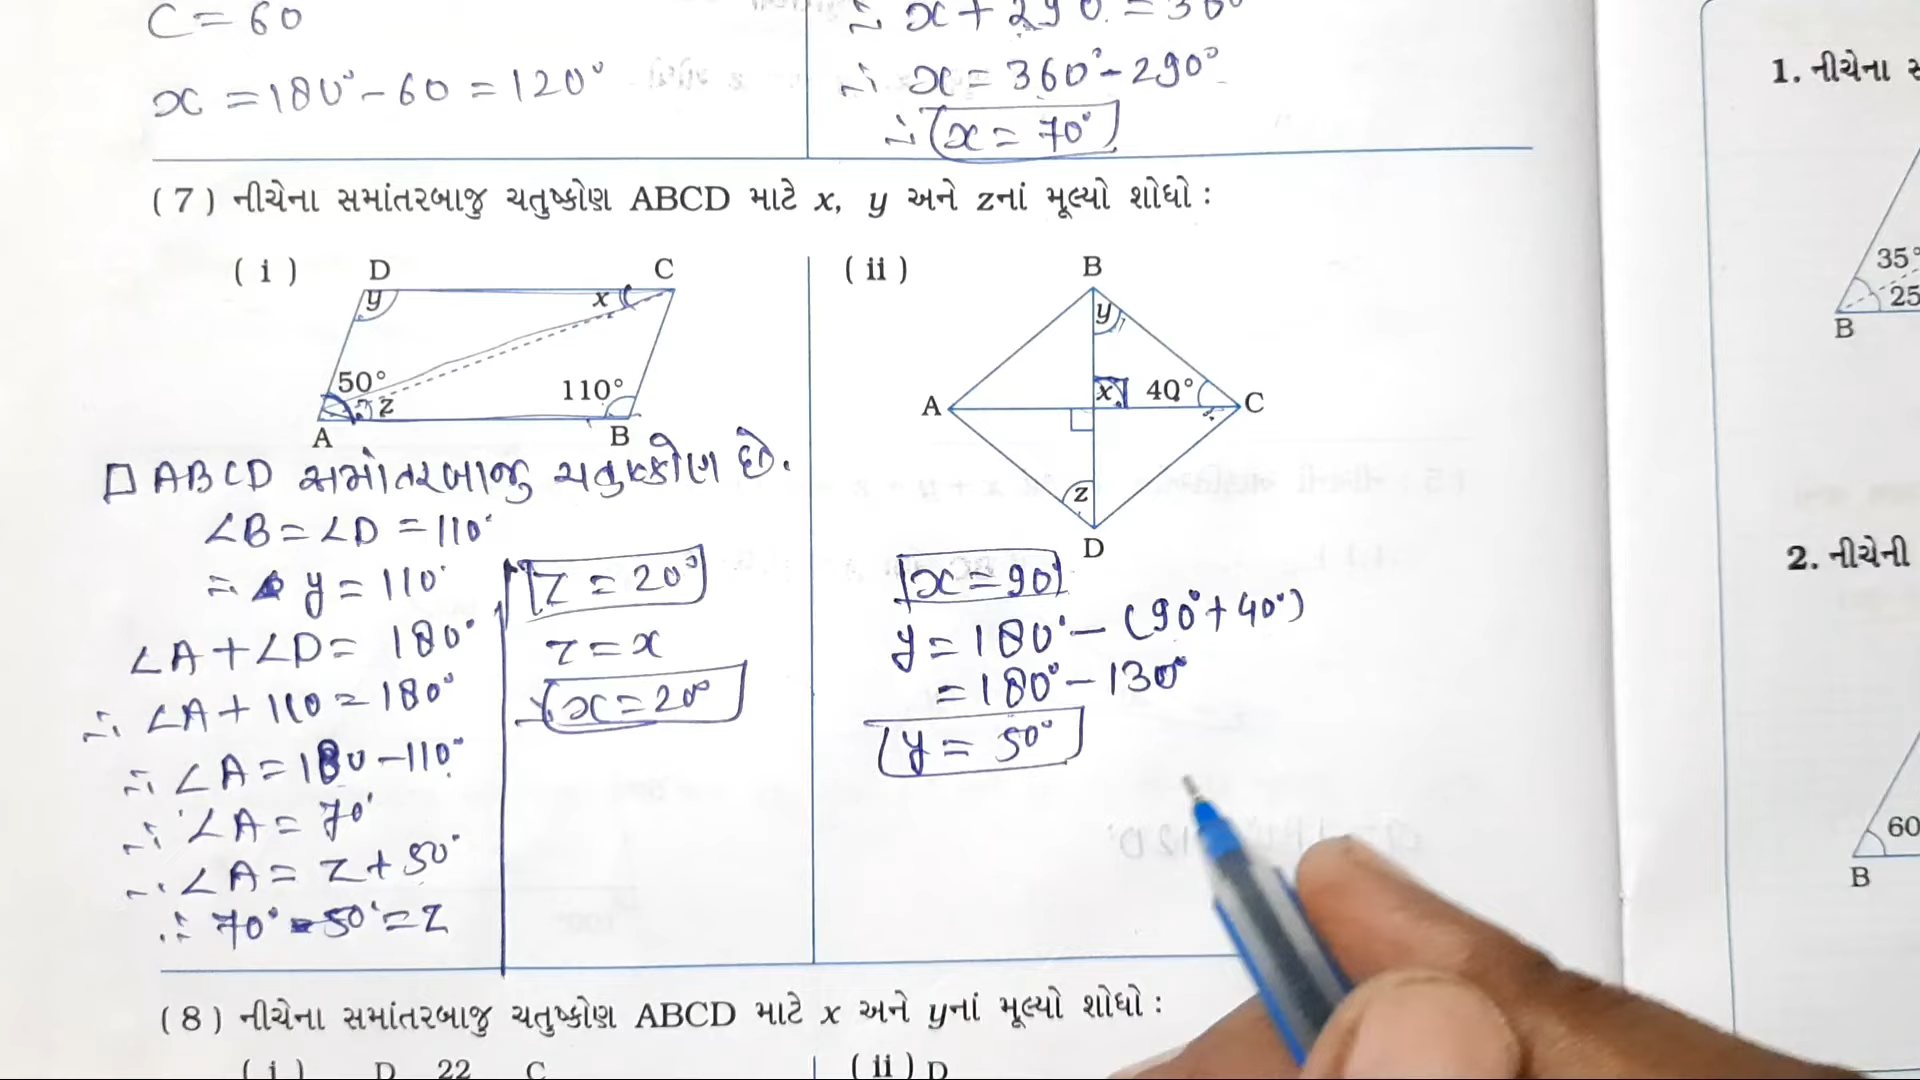 C = 60
x = 180° - 60 = 120°
∴ x + 290° = 360°
∴ x = 360° - 290°
∴ x = 70°
(7) નીચેના સમાંતરબાજુ ચતુષ્કોણ ABCD માટે x, y અને zનાં મૂલ્યો શોધો :
(i)
D C
y x
50° z 110°
A B
□ ABCD સમાંતરબાજુ ચતુષ્કોણ છે.
∠B = ∠D = 110°
∴ y = 110°
∠A + ∠D = 180°
∴ ∠A + 110 = 180°
∴ ∠A = 180 - 110°
∴ ∠A = 70°
∴ ∠A = z + 50°
∴ 70° - 50° = z
z = 20°
z = x
x = 20°
(ii)
B
y
A x 40° C
z
D
x = 90°
y = 180° - (90° + 40°)
= 180° - 130°
y = 50°
(8) નીચેના સમાંતરબાજુ ચતુષ્કોણ ABCD માટે x અને yનાં મૂલ્યો શોધો :
(i) D 22 C
(ii) D
1. નીચેના
35°
25
B
2. નીચેની
60
B